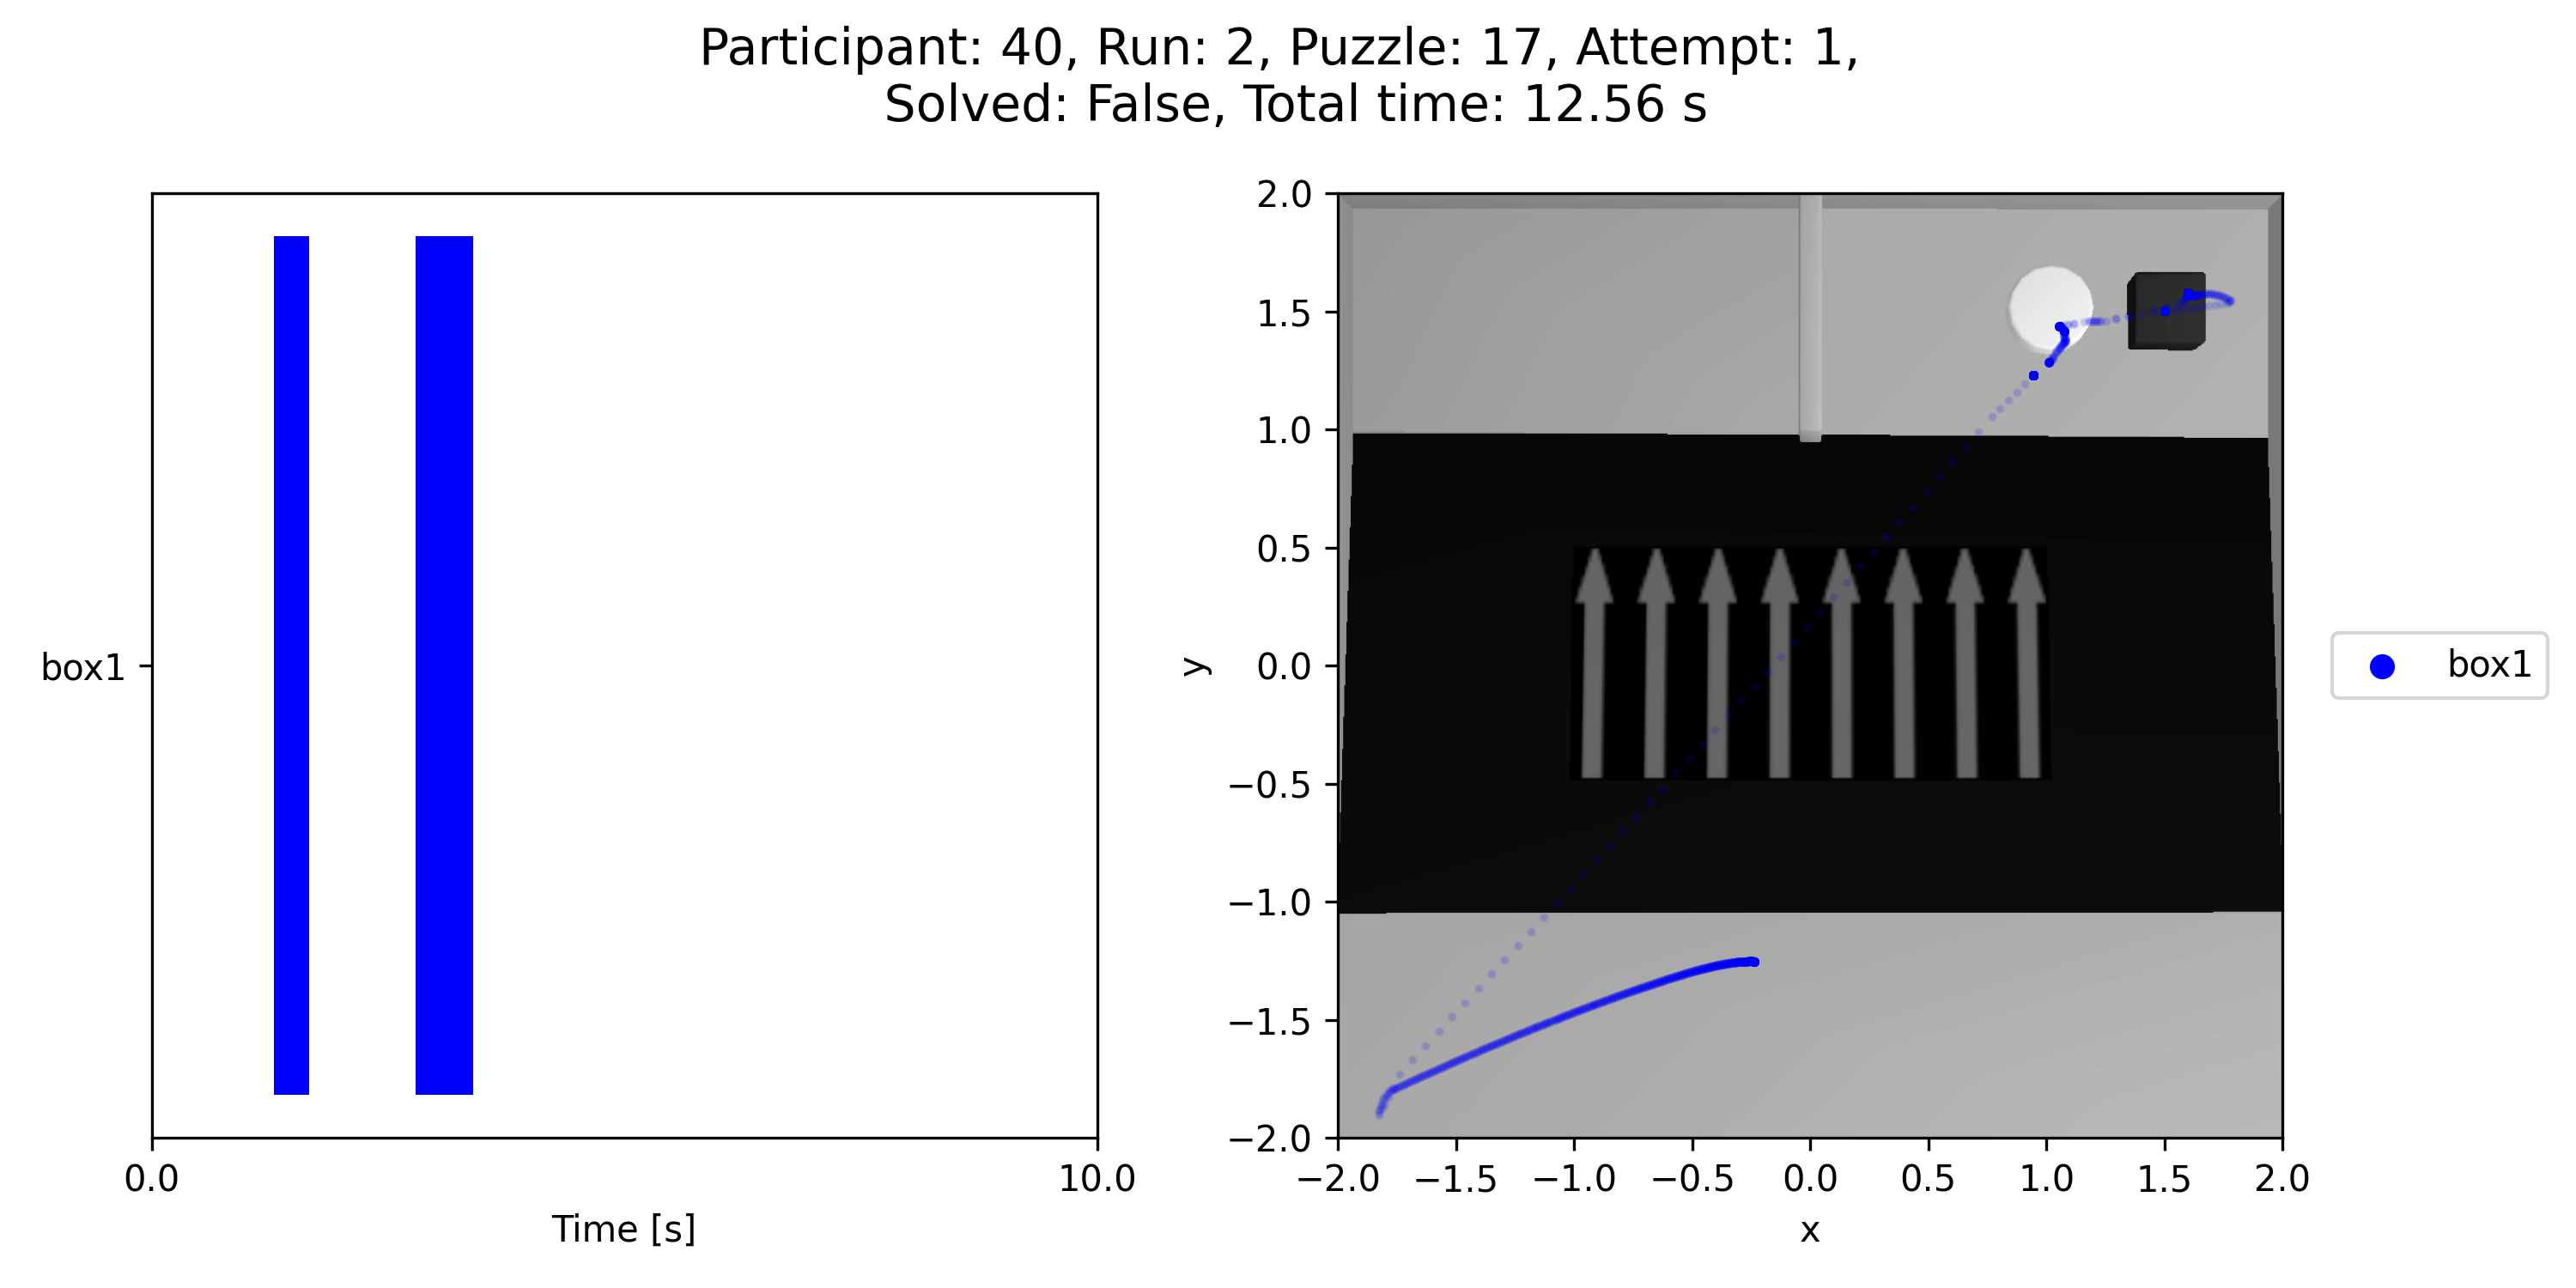 Participant: 40, Run: 2, Puzzle: 17, Attempt: 1,
Solved: False, Total time: 12.56 s
box1
0.0
10.0
Time [s]
2.0
1.5
1.0
0.5
0.0
−0.5
−1.0
−1.5
−2.0
y
−2.0
−1.5
−1.0
−0.5
0.0
0.5
1.0
1.5
2.0
x
box1